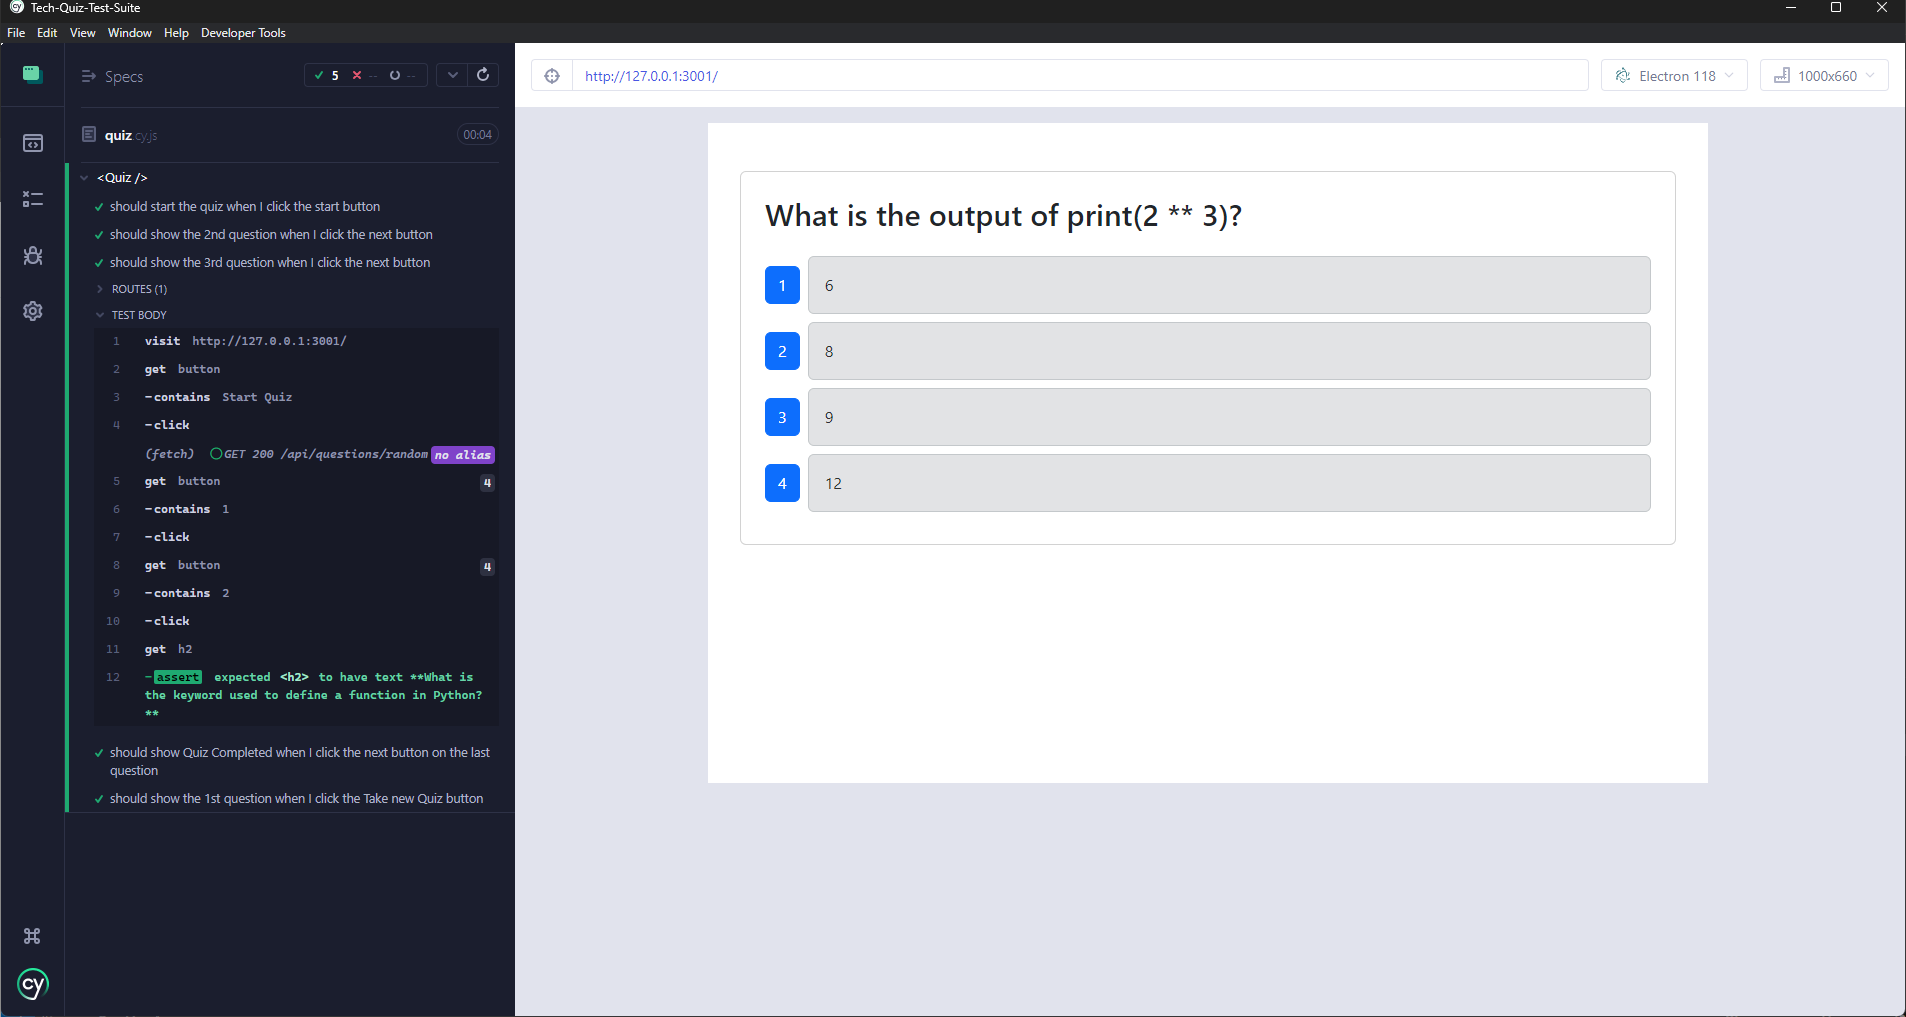 Tech-Quiz-Test-Suite
File Edit View Window Help Developer Tools
Specs
5 -- --
http://127.0.0.1:3001/
Electron 118
1000x660
quiz.cy.js
00:04
<Quiz />
should start the quiz when I click the start button
should show the 2nd question when I click the next button
should show the 3rd question when I click the next button
ROUTES (1)
TEST BODY
1 visit http://127.0.0.1:3001/
2 get button
3 -contains Start Quiz
4 -click
(fetch) GET 200 /api/questions/random no alias
5 get button 4
6 -contains 1
7 -click
8 get button 4
9 -contains 2
10 -click
11 get h2
12 -assert expected <h2> to have text **What is
the keyword used to define a function in Python?
**
should show Quiz Completed when I click the next button on the last
question
should show the 1st question when I click the Take new Quiz button
cy
What is the output of print(2 ** 3)?
1 6
2 8
3 9
4 12